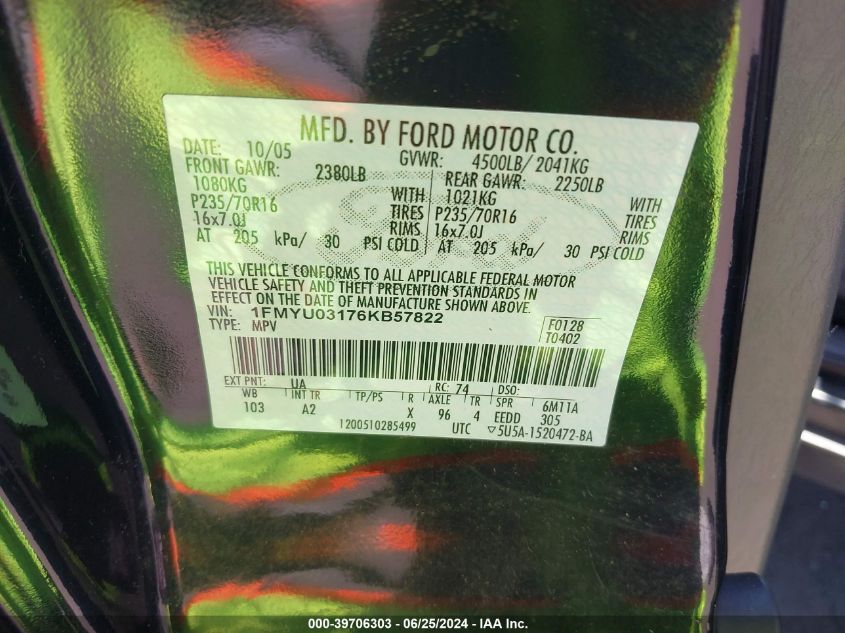 MFD. BY FORD MOTOR CO.
DATE: 10/05 GVWR: 4500LB/ 2041KG
FRONT GAWR: 2380LB REAR GAWR: 2250LB
1080KG WITH 1021KG WITH
P235/70R16 TIRES P235/70R16 TIRES
16x7.0J RIMS 16x7.0J RIMS
AT 205 kPa/ 30 PSI COLD AT 205 kPa/ 30 PSI COLD
THIS VEHICLE CONFORMS TO ALL APPLICABLE FEDERAL MOTOR
VEHICLE SAFETY AND THEFT PREVENTION STANDARDS IN
EFFECT ON THE DATE OF MANUFACTURE SHOWN ABOVE.
VIN: 1FMYU03176KB57822 F0128
TYPE: MPV T0402
EXT PNT: UA RC: 74 DSO:
WB INT TR TP/PS R AXLE TR SPR 6M11A
103 A2 X 96 4 EEDD 305
1200510285499 UTC ▽5U5A-1520472-BA
000-39706303 - 06/25/2024 - IAA Inc.